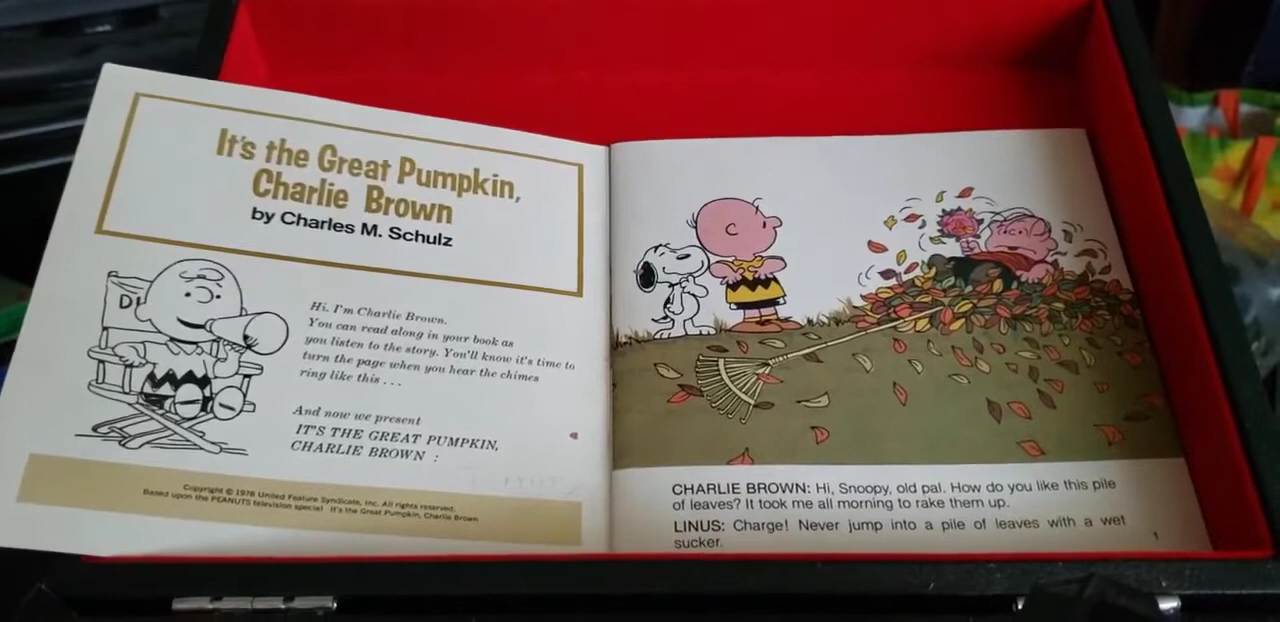 It's the Great Pumpkin,
Charlie Brown
by Charles M. Schulz
DI
Hi. I'm Charlie Brown.
You can read along in your book as
you listen to the story. You'll know it's time to
turn the page when you hear the chimes
ring like this . . .
And now we present
IT'S THE GREAT PUMPKIN,
CHARLIE BROWN :
Copyright © 1976 United Feature Syndicate, Inc. All rights reserved.
Based upon the PEANUTS television special It's the Great Pumpkin, Charlie Brown
CHARLIE BROWN: Hi, Snoopy, old pal. How do you like this pile
of leaves? It took me all morning to rake them up.
LINUS: Charge! Never jump into a pile of leaves with a wet
sucker.
1